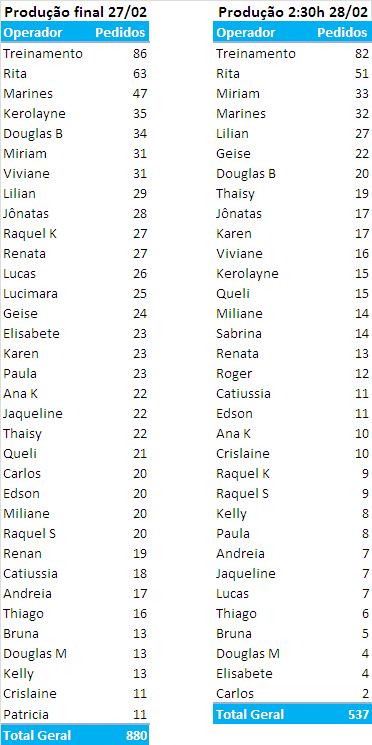 Produção final 27/02
Operador Pedidos
Treinamento 86
Rita 63
Marines 47
Kerolayne 35
Douglas B 34
Miriam 31
Viviane 31
Lilian 29
Jônatas 28
Raquel K 27
Renata 27
Lucas 26
Lucimara 25
Geise 24
Elisabete 23
Karen 23
Paula 23
Ana K 22
Jaqueline 22
Thaisy 22
Queli 21
Carlos 20
Edson 20
Miliane 20
Raquel S 20
Renan 19
Catiussia 18
Andreia 17
Thiago 16
Bruna 13
Douglas M 13
Kelly 13
Crislaine 11
Patricia 11
Total Geral 880
Produção 2:30h 28/02
Operador Pedidos
Treinamento 82
Rita 51
Miriam 33
Marines 32
Lilian 27
Geise 22
Douglas B 20
Thaisy 19
Jônatas 17
Karen 17
Viviane 16
Kerolayne 15
Queli 15
Miliane 14
Sabrina 14
Renata 13
Roger 12
Catiussia 11
Edson 11
Ana K 10
Crislaine 10
Raquel K 9
Raquel S 9
Kelly 8
Paula 8
Andreia 7
Jaqueline 7
Lucas 7
Thiago 6
Bruna 5
Douglas M 4
Elisabete 4
Carlos 2
Total Geral 537